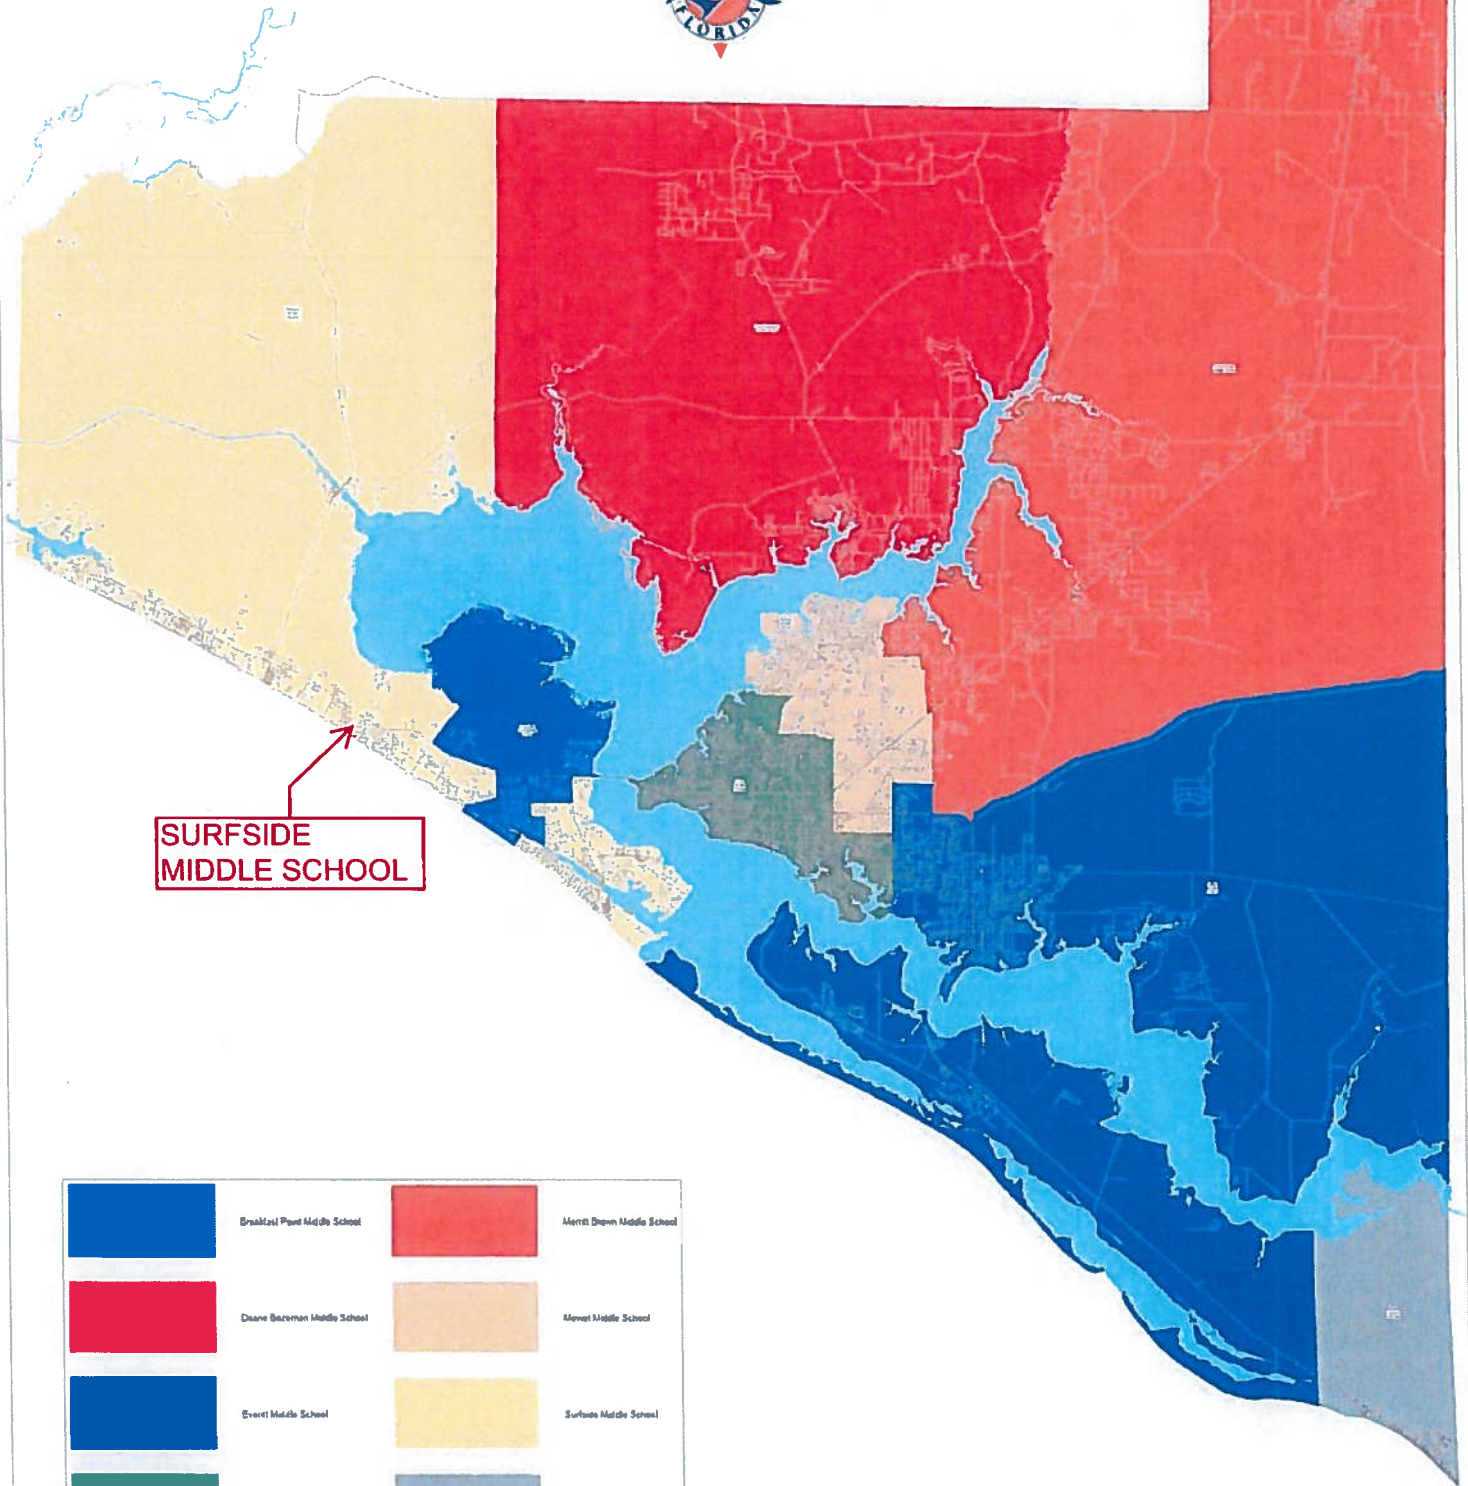 FLORIDA
SURFSIDE
MIDDLE SCHOOL
Breakfast Point Middle School
Merritt Brown Middle School
Deane Bozeman Middle School
Mowat Middle School
Everitt Middle School
Surfside Middle School